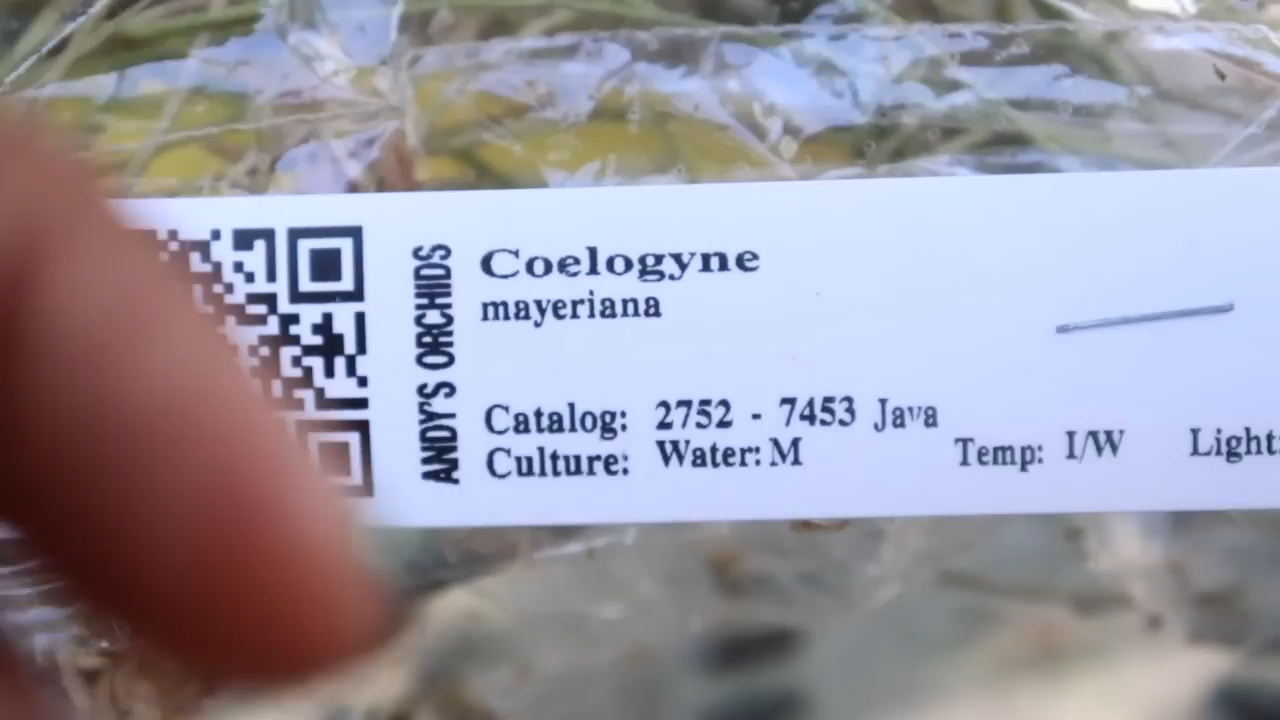 ANDY'S ORCHIDS
Coelogyne
mayeriana
Catalog: 2752 - 7453 Java
Culture: Water: M Temp: I/W Light: